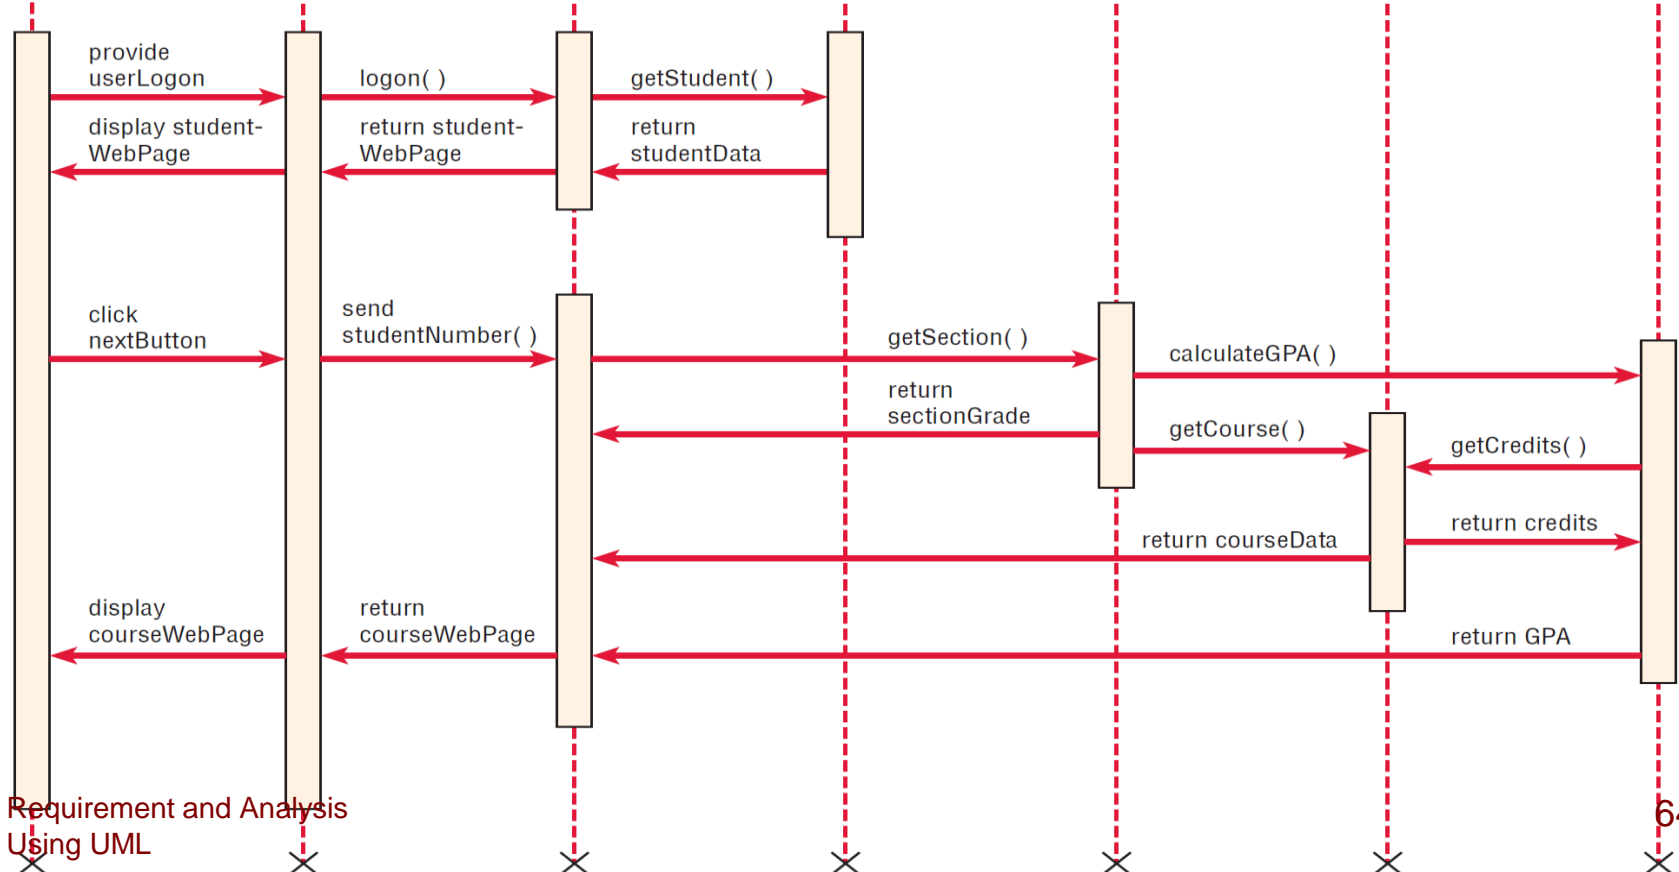 provide
userLogon
logon( )
getStudent( )
display student-
WebPage
return student-
WebPage
return
studentData
click
nextButton
send
studentNumber( )
getSection( )
calculateGPA( )
return
sectionGrade
getCourse( )
getCredits( )
return credits
return courseData
display
courseWebPage
return
courseWebPage
return GPA
Requirement and Analysis
Using UML
64